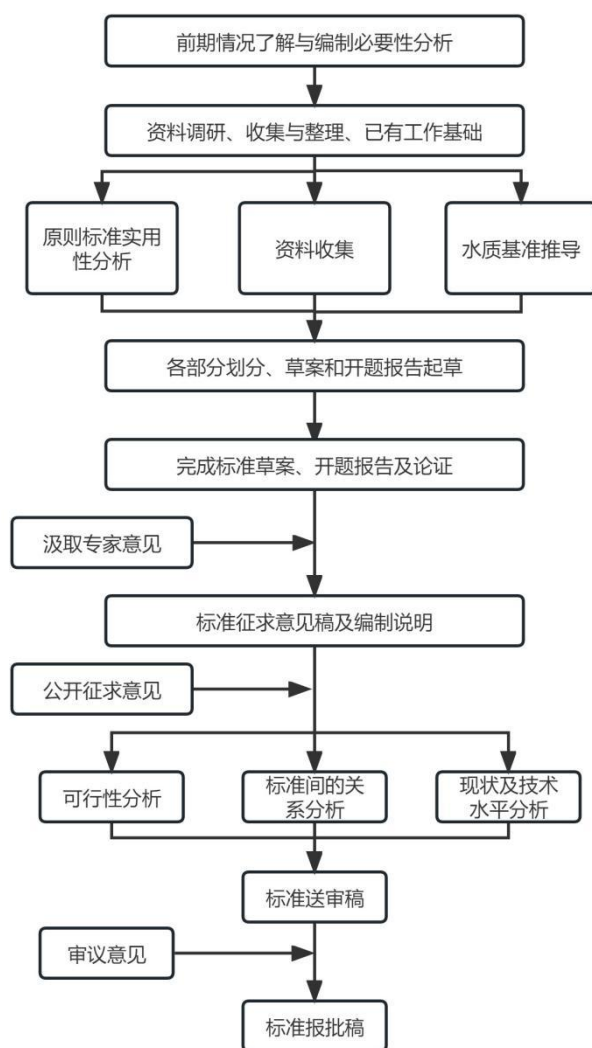 前期情况了解与编制必要性分析
资料调研、收集与整理、已有工作基础
原则标准实用
性分析
资料收集
水质基准推导
各部分划分、草案和开题报告起草
完成标准草案、开题报告及论证
汲取专家意见
标准征求意见稿及编制说明
公开征求意见
可行性分析
标准间的关
系分析
现状及技术
水平分析
标准送审稿
审议意见
标准报批稿